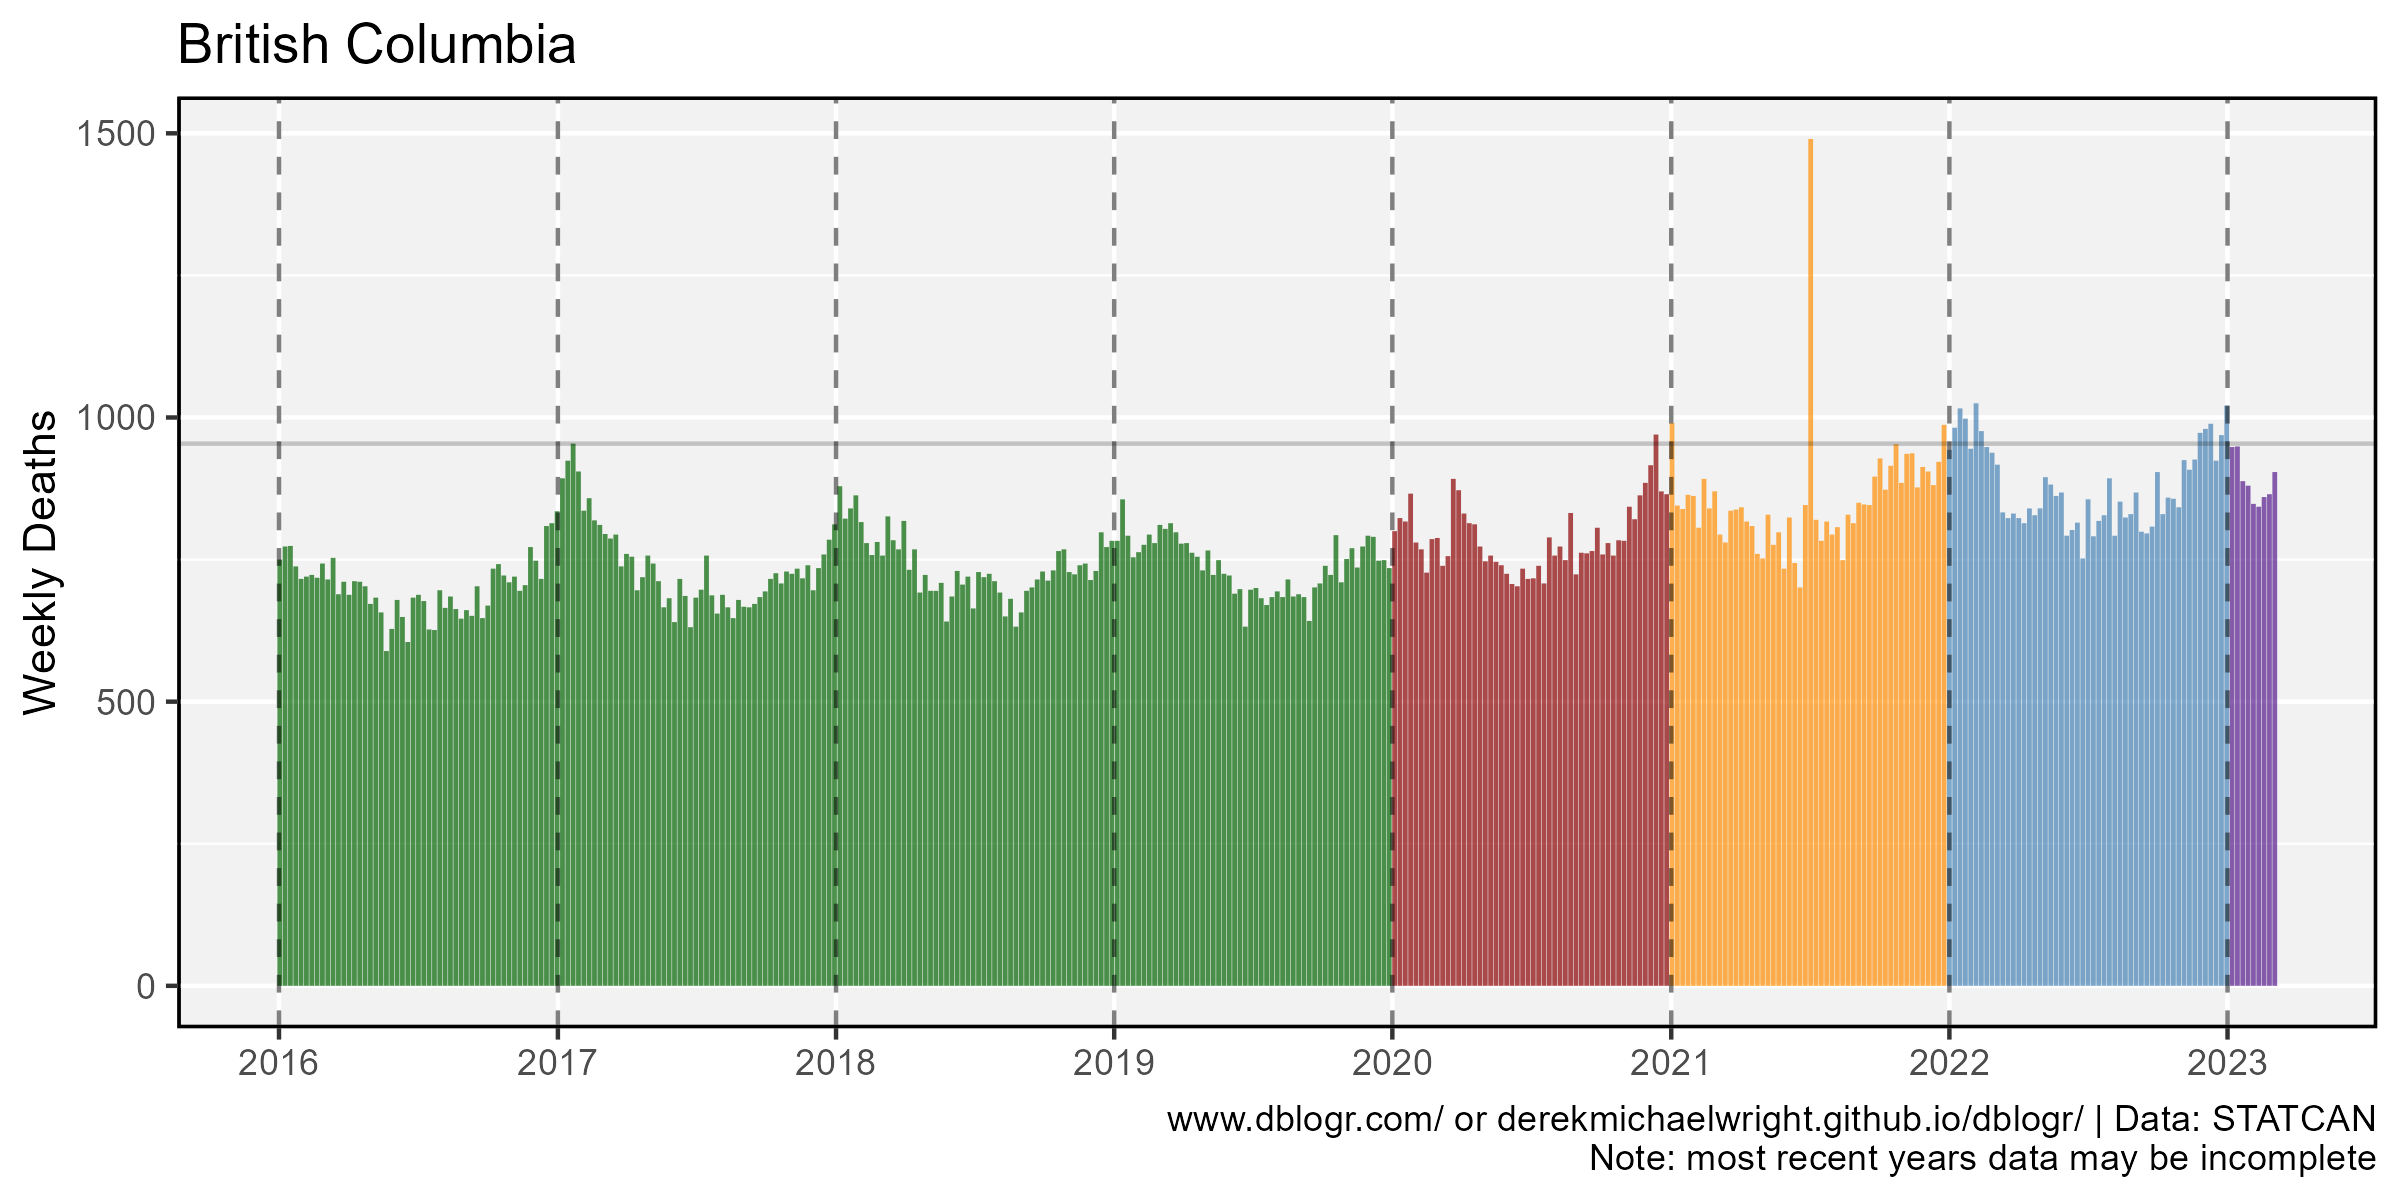 British Columbia
Weekly Deaths
1500
1000
500
0
2016 2017 2018 2019 2020 2021 2022 2023
www.dblogr.com/ or derekmichaelwright.github.io/dblogr/ | Data: STATCAN
Note: most recent years data may be incomplete